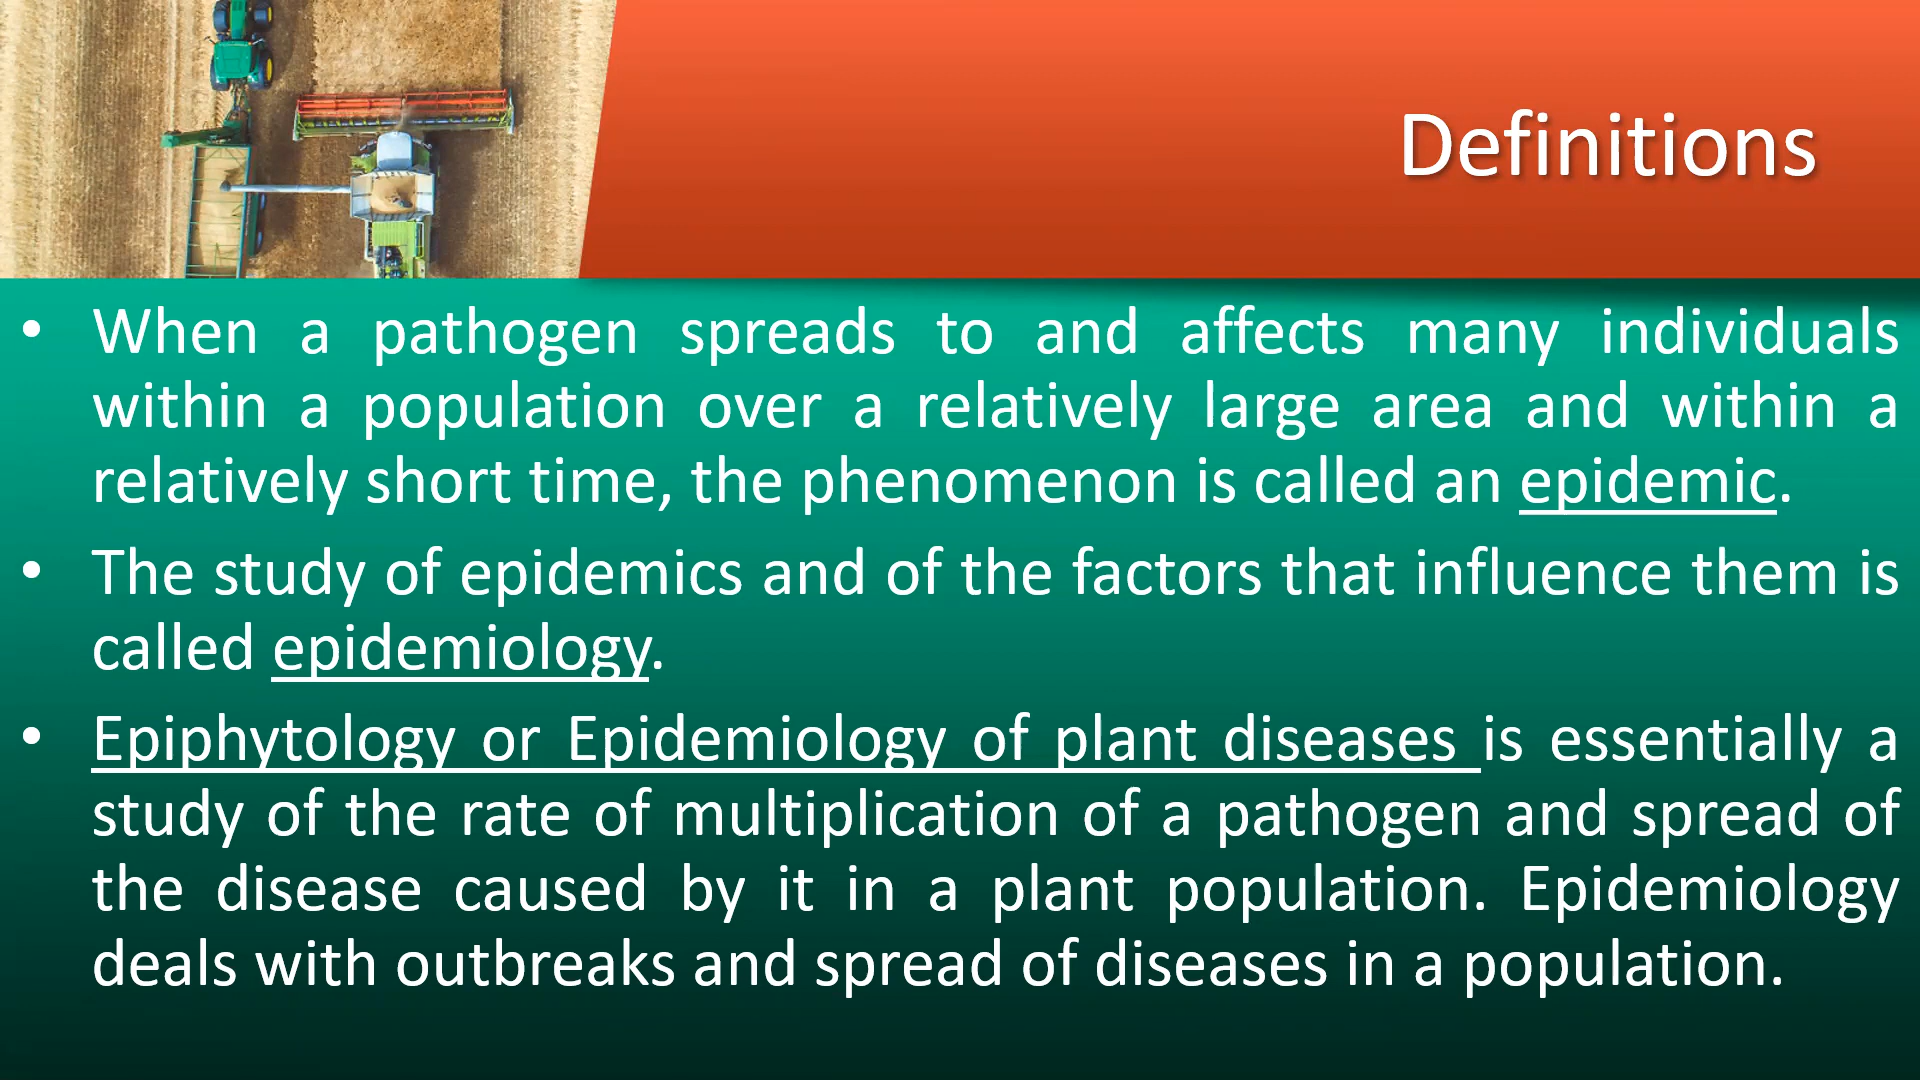 Definitions
• When a pathogen spreads to and affects many individuals
within a population over a relatively large area and within a
relatively short time, the phenomenon is called an epidemic.
• The study of epidemics and of the factors that influence them is
called epidemiology.
• Epiphytology or Epidemiology of plant diseases is essentially a
study of the rate of multiplication of a pathogen and spread of
the disease caused by it in a plant population. Epidemiology
deals with outbreaks and spread of diseases in a population.